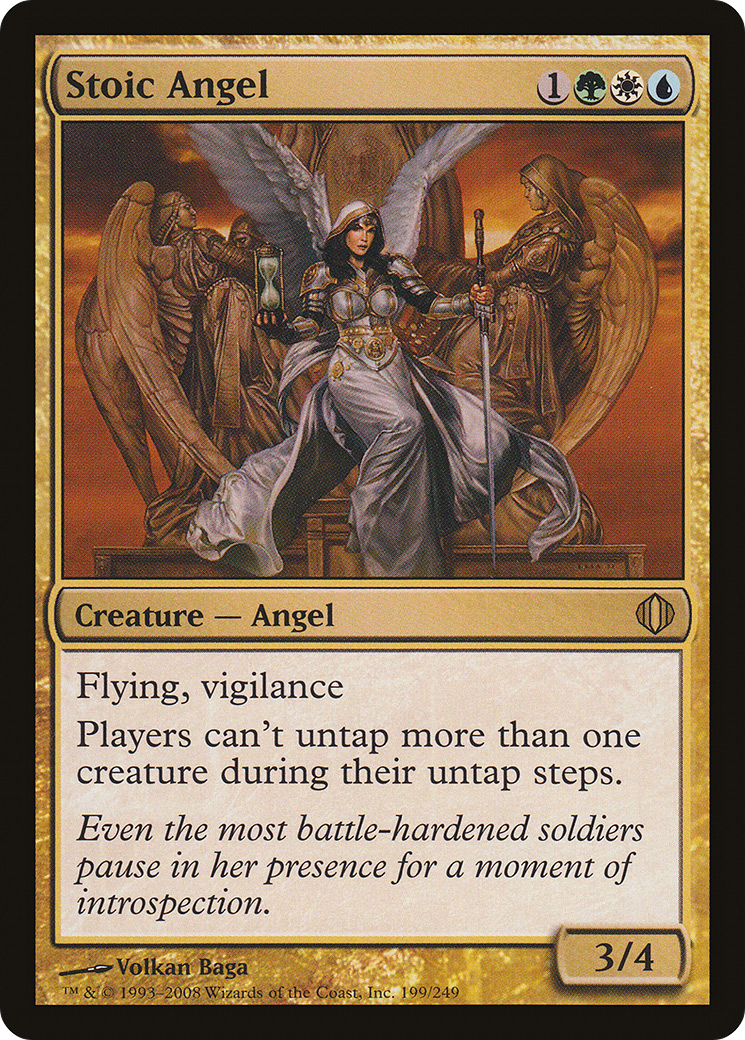 Stoic Angel
1
Creature — Angel
Flying, vigilance
Players can't untap more than one
creature during their untap steps.
Even the most battle-hardened soldiers
pause in her presence for a moment of
introspection.
3/4
Volkan Baga
™ & © 1993–2008 Wizards of the Coast, Inc. 199/249